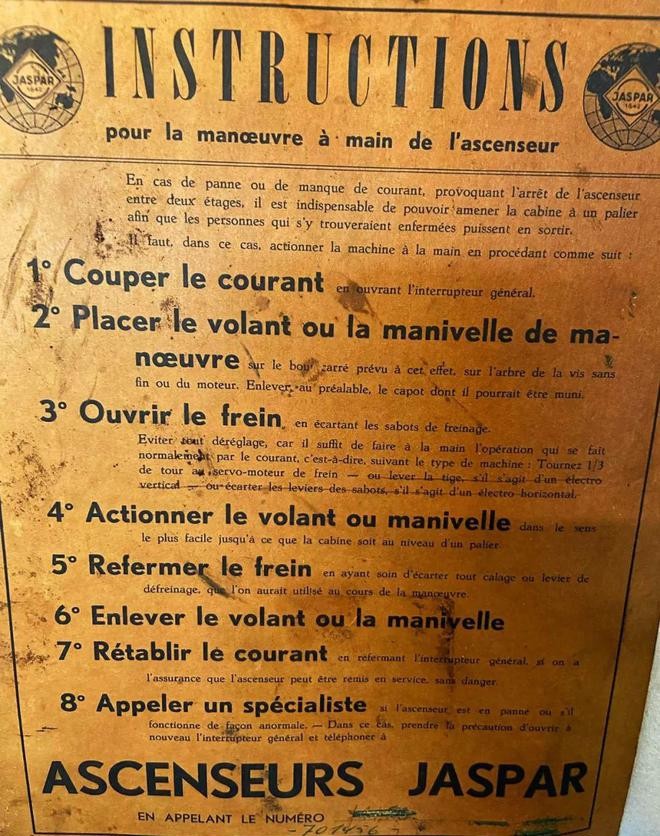 INSTRUCTIONS
JASPAR
1842
JASPAR
1842
pour la manœuvre à main de l'ascenseur
En cas de panne ou de manque de courant, provoquant l'arrêt de l'ascenseur
entre deux étages, il est indispensable de pouvoir amener la cabine à un palier
afin que les personnes qui s'y trouveraient enfermées puissent en sortir.
Il faut, dans ce cas, actionner la machine à la main en procédant comme suit :
1° Couper le courant en ouvrant l'interrupteur général.
2° Placer le volant ou la manivelle de ma-
nœuvre sur le bout carré prévu à cet effet, sur l'arbre de la vis sans
fin ou du moteur. Enlever, au préalable, le capot dont il pourrait être muni.
3° Ouvrir le frein en écartant les sabots de freinage.
Eviter tout déréglage, car il suffit de faire à la main l'opération qui se fait
normalement par le courant, c'est-à-dire, suivant le type de machine : Tournez 1/3
de tour au servo-moteur de frein — ou lever la tige, s'il s'agit d'un électro
vertical — ou écarter les leviers des sabots, s'il s'agit d'un électro horizontal.
4° Actionner le volant ou manivelle dans le sens
le plus facile jusqu'à ce que la cabine soit au niveau d'un palier.
5° Refermer le frein en ayant soin d'écarter tout calage ou levier de
défreinage, que l'on aurait utilisé au cours de la manœuvre.
6° Enlever le volant ou la manivelle
7° Rétablir le courant en refermant l'interrupteur général, si on a
l'assurance que l'ascenseur peut être remis en service, sans danger.
8° Appeler un spécialiste si l'ascenseur est en panne ou s'il
fonctionne de façon anormale. — Dans ce cas, prendre la précaution d'ouvrir à
nouveau l'interrupteur général et téléphoner à
ASCENSEURS JASPAR
EN APPELANT LE NUMÉRO